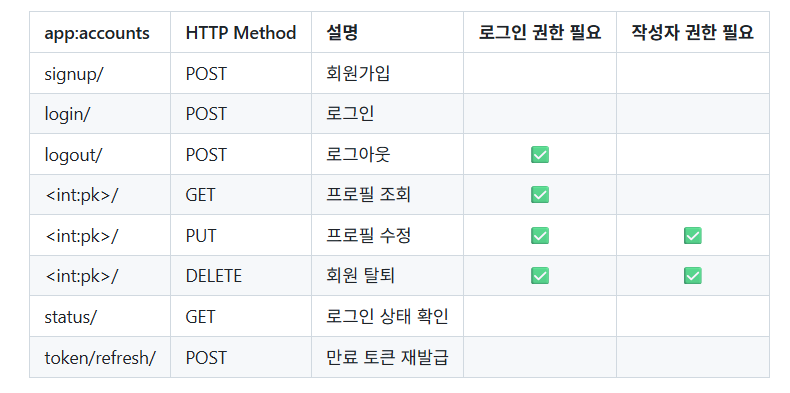 app:accounts HTTP Method 설명 로그인 권한 필요 작성자 권한 필요
signup/ POST 회원가입
login/ POST 로그인
logout/ POST 로그아웃 ✅
<int:pk>/ GET 프로필 조회 ✅
<int:pk>/ PUT 프로필 수정 ✅ ✅
<int:pk>/ DELETE 회원 탈퇴 ✅ ✅
status/ GET 로그인 상태 확인
token/refresh/ POST 만료 토큰 재발급